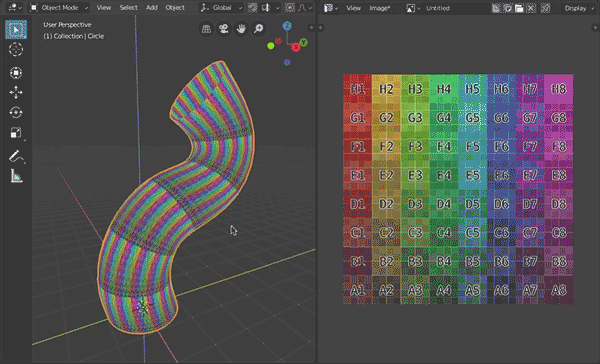 Object Mode View Select Add Object Global
View Image* Untitled Display
User Perspective
(1) Collection | Circle
Z
X
H1 H2 H3 H4 H5 H6 H7 H8
G1 G2 G3 G4 G5 G6 G7 G8
F1 F2 F3 F4 F5 F6 F7 F8
E1 E2 E3 E4 E5 E6 E7 E8
D1 D2 D3 D4 D5 D6 D7 D8
C1 C2 C3 C4 C5 C6 C7 C8
B1 B2 B3 B4 B5 B6 B7 B8
A1 A2 A3 A4 A5 A6 A7 A8